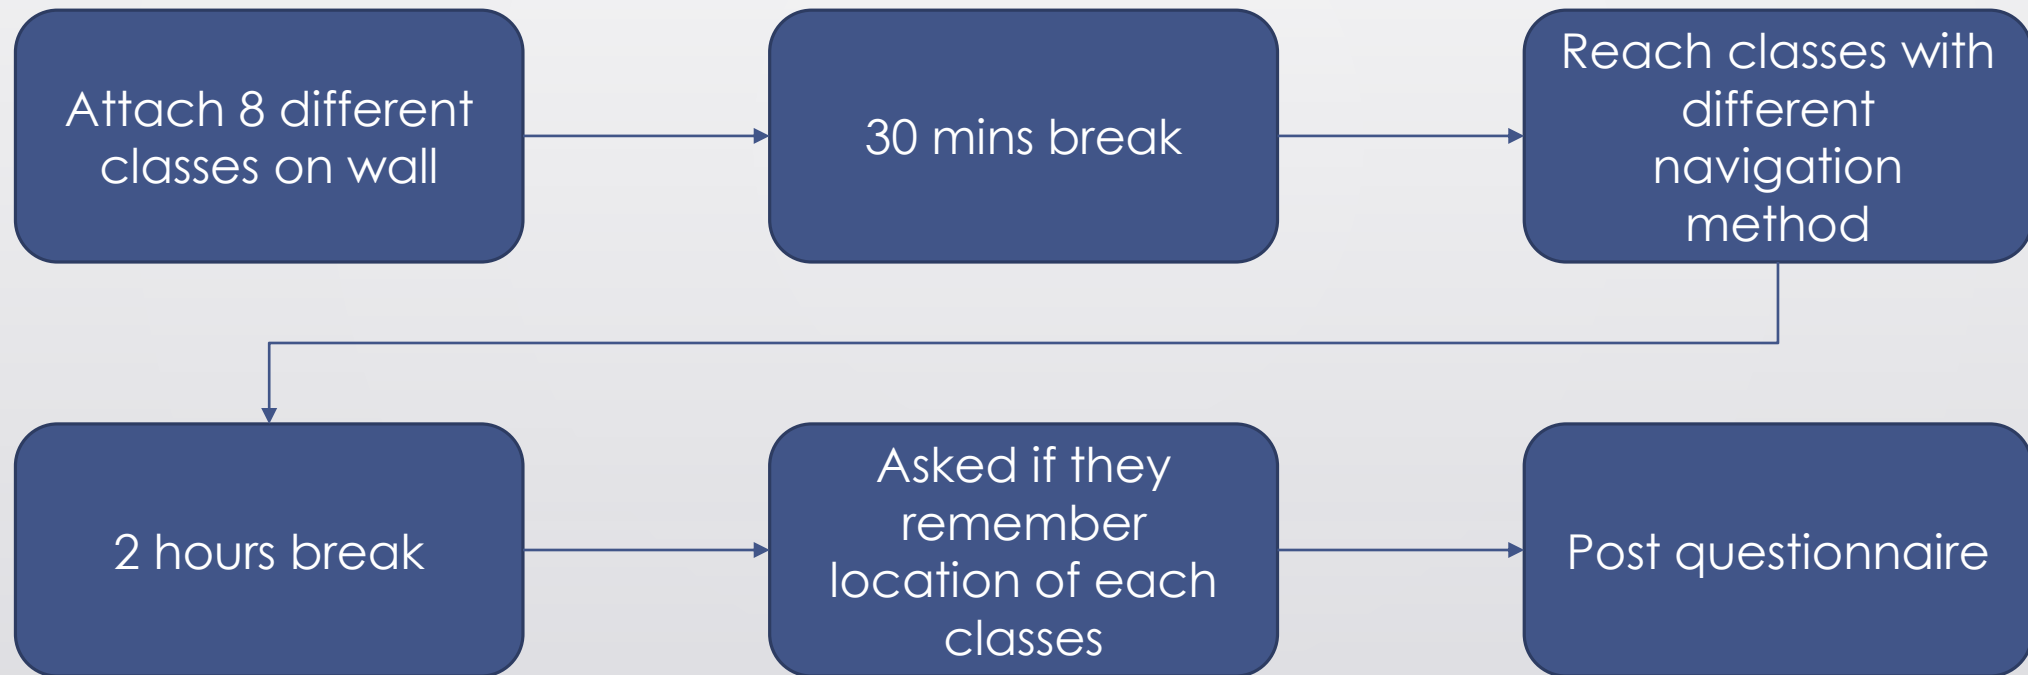 Attach 8 different
classes on wall
30 mins break
Reach classes with
different
navigation
method
2 hours break
Asked if they
remember
location of each
classes
Post questionnaire